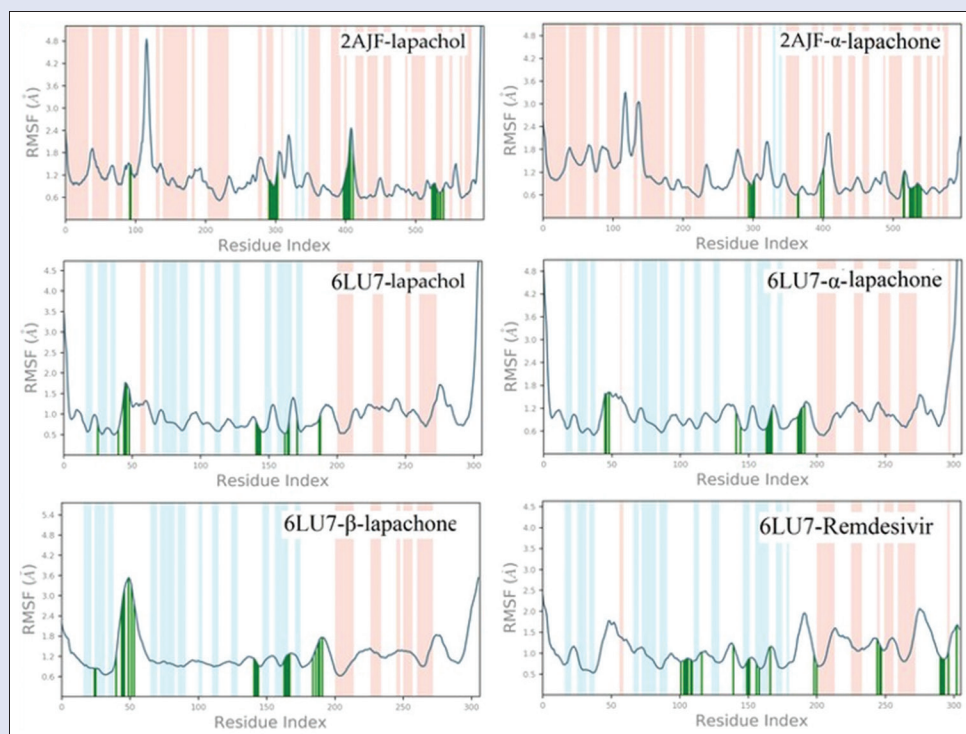 2AJF-lapachol
RMSF (Å)
4.8
4.2
3.6
3.0
2.4
1.8
1.2
0.6
0 100 200 300 400 500
Residue Index
2AJF-α-lapachone
RMSF (Å)
4.8
4.2
3.6
3.0
2.4
1.8
1.2
0.6
0 100 200 300 400 500
Residue Index
6LU7-lapachol
RMSF (Å)
4.5
4.0
3.5
3.0
2.5
2.0
1.5
1.0
0.5
0 50 100 150 200 250 300
Residue Index
6LU7-α-lapachone
RMSF (Å)
4.8
4.2
3.6
3.0
2.4
1.8
1.2
0.6
0 50 100 150 200 250 300
Residue Index
6LU7-β-lapachone
RMSF (Å)
5.4
4.8
4.2
3.6
3.0
2.4
1.8
1.2
0.6
0 50 100 150 200 250 300
Residue Index
6LU7-Remdesivir
RMSF (Å)
4.5
4.0
3.5
3.0
2.5
2.0
1.5
1.0
0.5
0.0
0 50 100 150 200 250 300
Residue Index